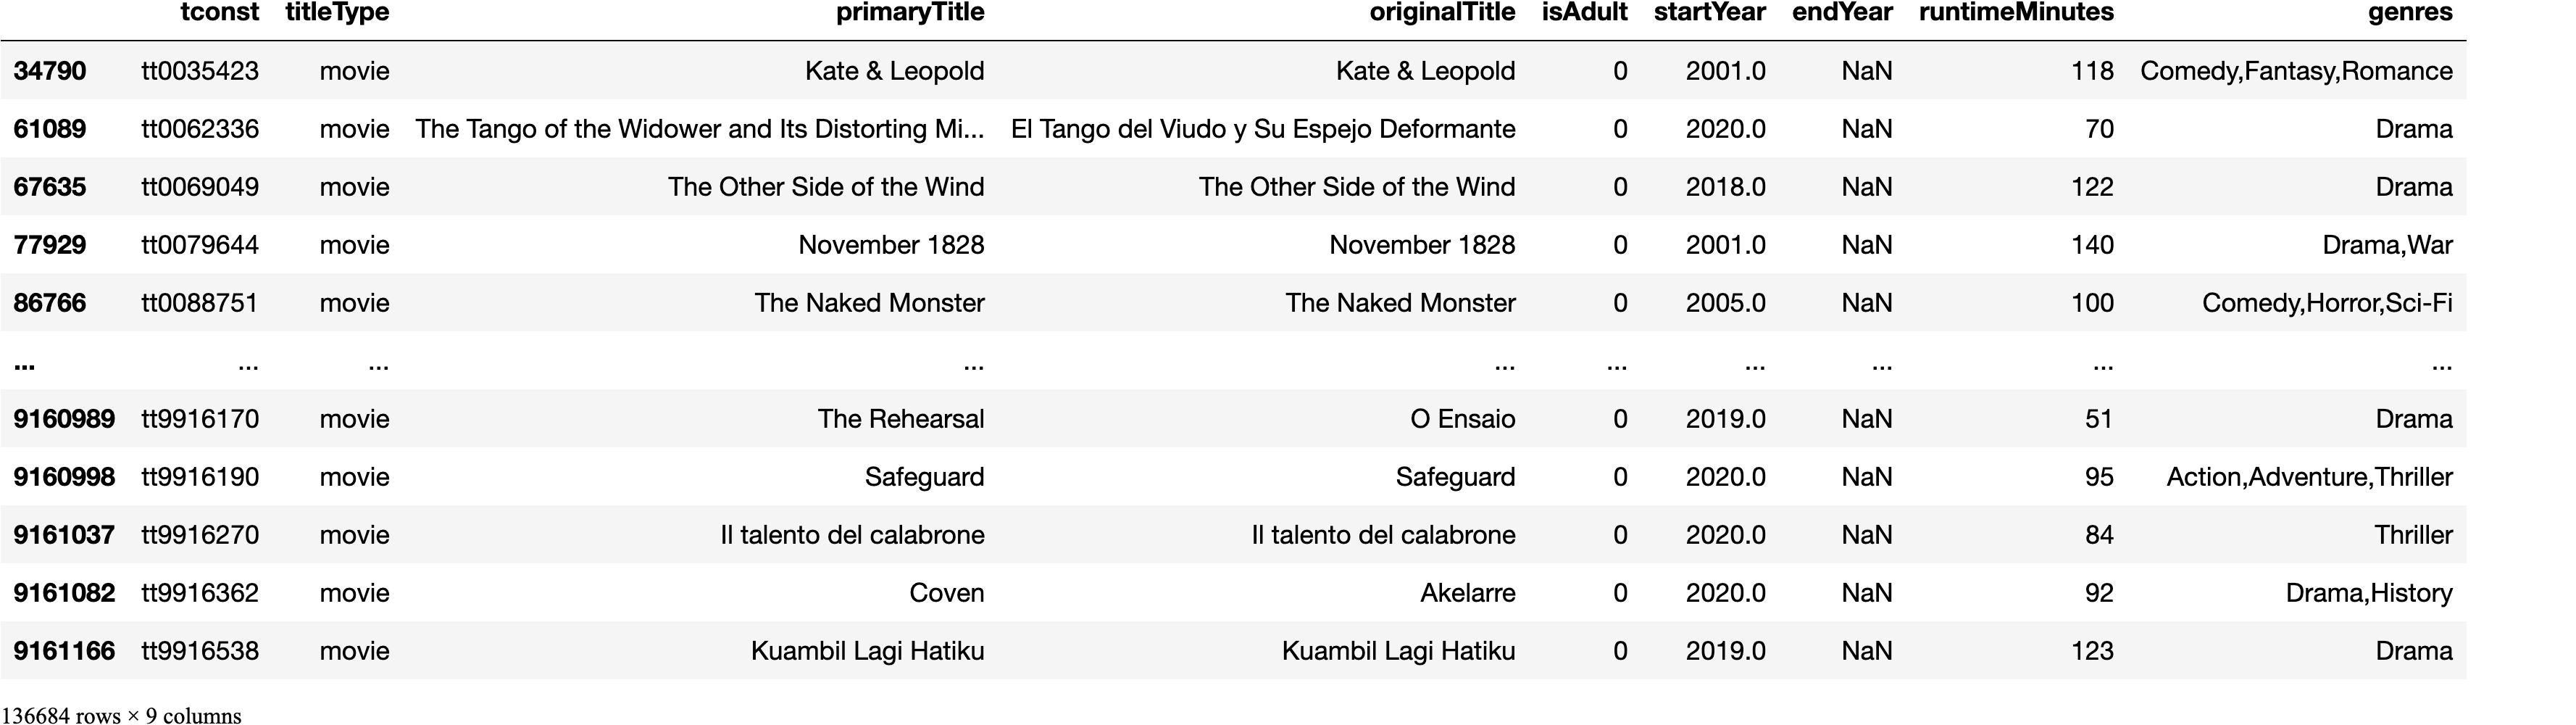 tconst titleType primaryTitle originalTitle isAdult startYear endYear runtimeMinutes genres
34790 tt0035423 movie Kate & Leopold Kate & Leopold 0 2001.0 NaN 118 Comedy,Fantasy,Romance
61089 tt0062336 movie The Tango of the Widower and Its Distorting Mi... El Tango del Viudo y Su Espejo Deformante 0 2020.0 NaN 70 Drama
67635 tt0069049 movie The Other Side of the Wind The Other Side of the Wind 0 2018.0 NaN 122 Drama
77929 tt0079644 movie November 1828 November 1828 0 2001.0 NaN 140 Drama,War
86766 tt0088751 movie The Naked Monster The Naked Monster 0 2005.0 NaN 100 Comedy,Horror,Sci-Fi
... ... ... ... ... ... ... ... ... ...
9160989 tt9916170 movie The Rehearsal O Ensaio 0 2019.0 NaN 51 Drama
9160998 tt9916190 movie Safeguard Safeguard 0 2020.0 NaN 95 Action,Adventure,Thriller
9161037 tt9916270 movie Il talento del calabrone Il talento del calabrone 0 2020.0 NaN 84 Thriller
9161082 tt9916362 movie Coven Akelarre 0 2020.0 NaN 92 Drama,History
9161166 tt9916538 movie Kuambil Lagi Hatiku Kuambil Lagi Hatiku 0 2019.0 NaN 123 Drama
136684 rows × 9 columns